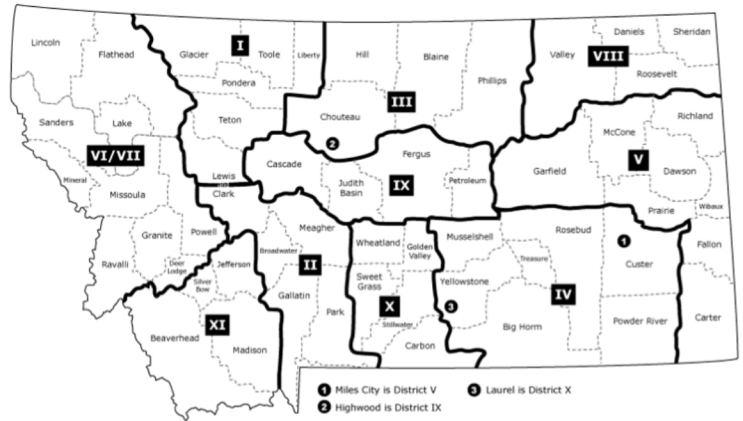 Daniels
Sheridan
Lincoln
Flathead
Glacier
I
Toole
Liberty
Hill
Blaine
Valley
VIII
Roosevelt
Pondera
Phillips
III
Sanders
Lake
Teton
Chouteau
Richland
McCone
2
VI/VII
Cascade
Fergus
V
Garfield
Dawson
Mineral
Missoula
Lewis
and
Clark
Judith
Basin
IX
Petroleum
Wibaux
Prairie
Granite
Powell
Meagher
Wheatland
Golden
Valley
Musselshell
Rosebud
1
Fallon
Ravalli
Deer
Lodge
Jefferson
Broadwater
II
Treasure
Custer
Silver
Bow
Gallatin
Sweet
Grass
Yellowstone
IV
Park
X
3
Stillwater
Big Horn
Powder River
Carter
XI
Beaverhead
Madison
Carbon
1 Miles City is District V
3 Laurel is District X
2 Highwood is District IX